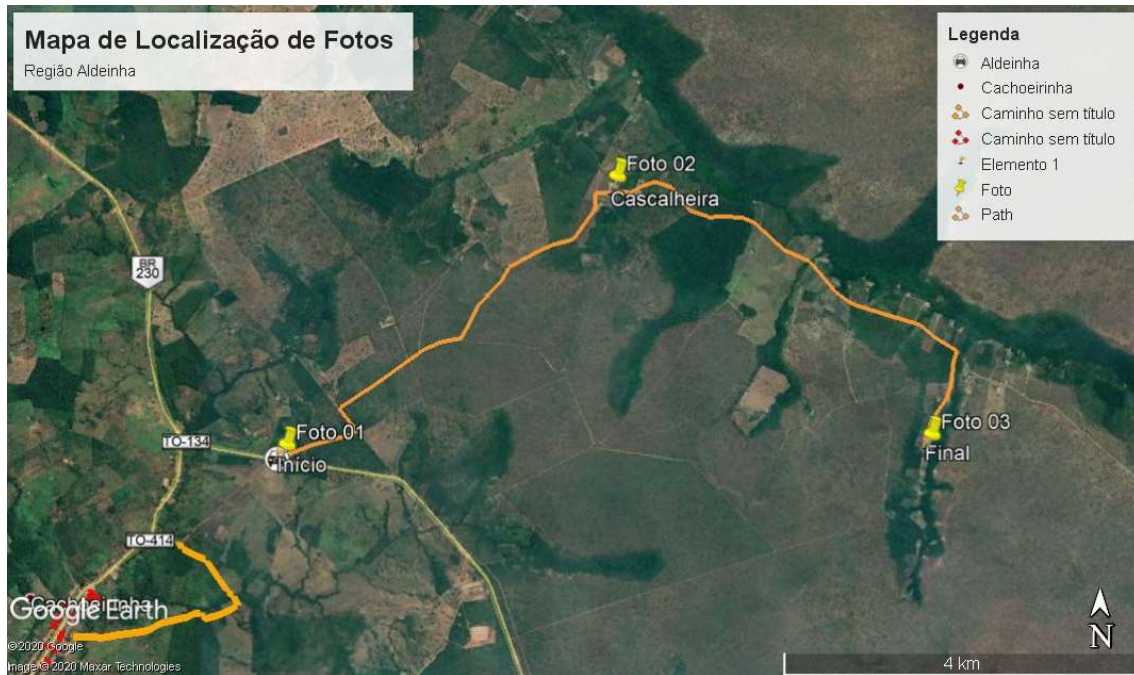 Mapa de Localização de Fotos
Região Aldeinha
Legenda
Aldeinha
Cachoeirinha
Caminho sem título
Caminho sem título
Elemento 1
Foto
Path
Foto 02
Cascalheira
BR
230
Foto 01
TO-134
Início
Foto 03
Final
TO-414
Cachoeirinha
Google Earth
© 2020 Google
Image © 2020 Maxar Technologies
N
4 km